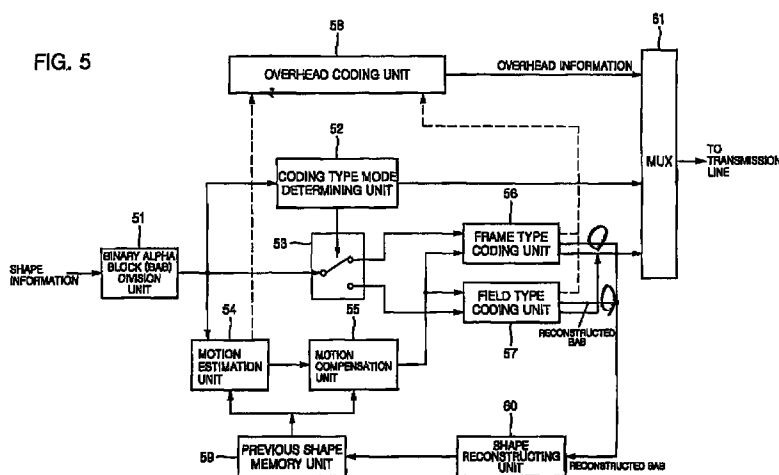 FIG. 5
58
OVERHEAD CODING UNIT
OVERHEAD INFORMATION
61
MUX
TO
TRANSMISSION
LINE
52
CODING TYPE MODE
DETERMINING UNIT
51
BINARY ALPHA
BLOCK (BAB)
DIVISION
UNIT
SHAPE
INFORMATION
53
56
FRAME TYPE
CODING UNIT
FIELD TYPE
CODING UNIT
57
RECONSTRUCTED
BAB
54
MOTION
ESTIMATION
UNIT
55
MOTION
COMPENSATION
UNIT
59
PREVIOUS SHAPE
MEMORY UNIT
60
SHAPE
RECONSTRUCTING
UNIT
RECONSTRUCTED BAB